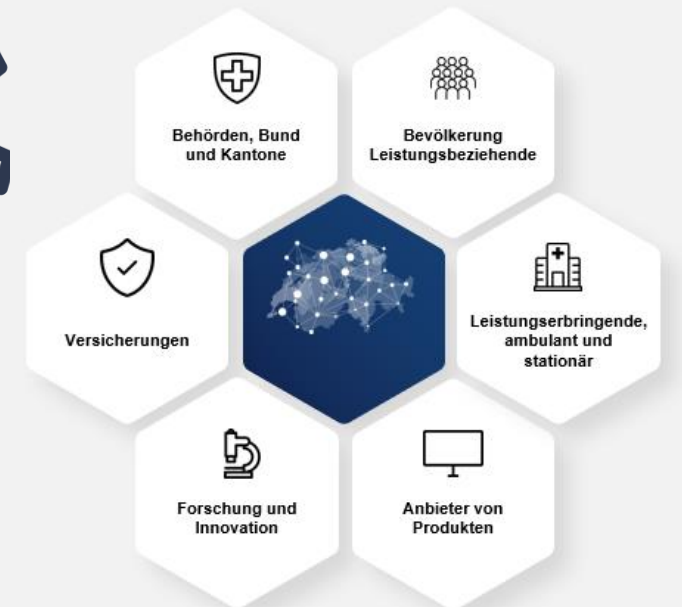 Behörden, Bund
und Kantone
Bevölkerung
Leistungsbeziehende
Versicherungen
Leistungserbringende,
ambulant und
stationär
Forschung und
Innovation
Anbieter von
Produkten